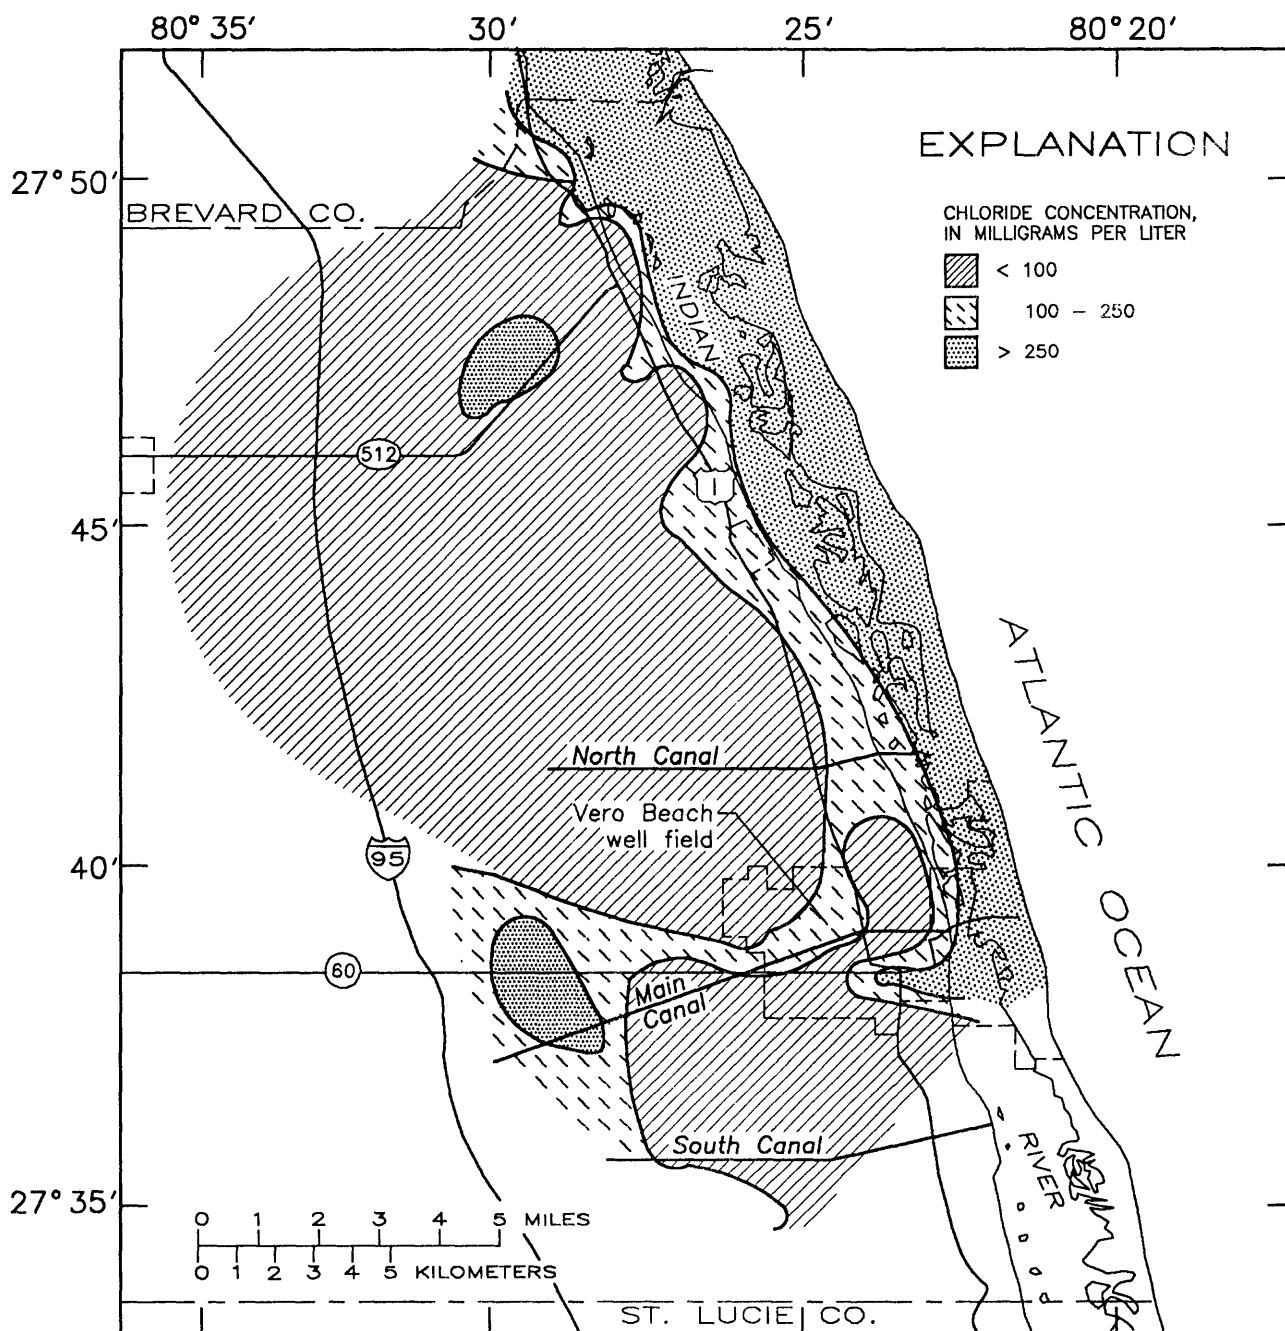 80° 35′ 30′ 25′ 80° 20′
EXPLANATION
27° 50′
BREVARD CO.
CHLORIDE CONCENTRATION,
IN MILLIGRAMS PER LITER
< 100
100 – 250
> 250
INDIAN
512
1
45′
ATLANTIC OCEAN
North Canal
Vero Beach
well field
95
40′
60
Main
Canal
South Canal
RIVER
27° 35′
0 1 2 3 4 5 MILES
0 1 2 3 4 5 KILOMETERS
ST. LUCIE CO.